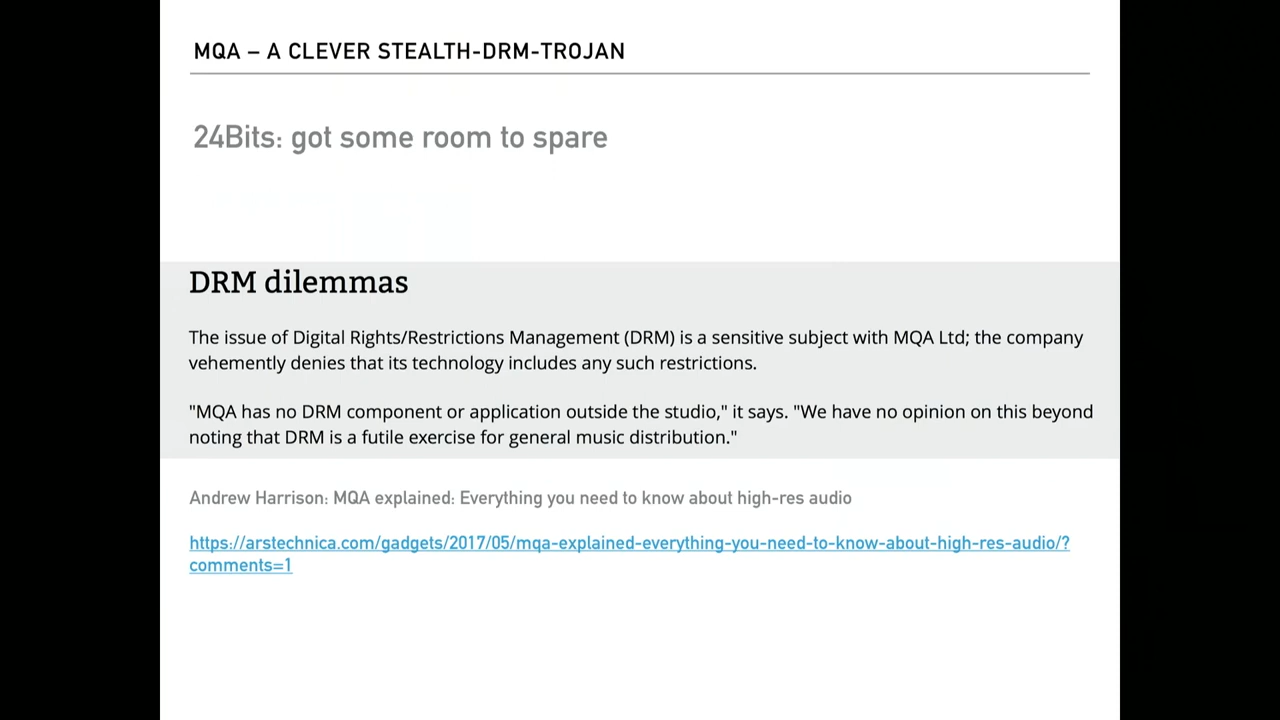 MQA – A CLEVER STEALTH-DRM-TROJAN
24Bits: got some room to spare
DRM dilemmas
The issue of Digital Rights/Restrictions Management (DRM) is a sensitive subject with MQA Ltd; the company
vehemently denies that its technology includes any such restrictions.
"MQA has no DRM component or application outside the studio," it says. "We have no opinion on this beyond
noting that DRM is a futile exercise for general music distribution."
Andrew Harrison: MQA explained: Everything you need to know about high-res audio
https://arstechnica.com/gadgets/2017/05/mqa-explained-everything-you-need-to-know-about-high-res-audio/?
comments=1